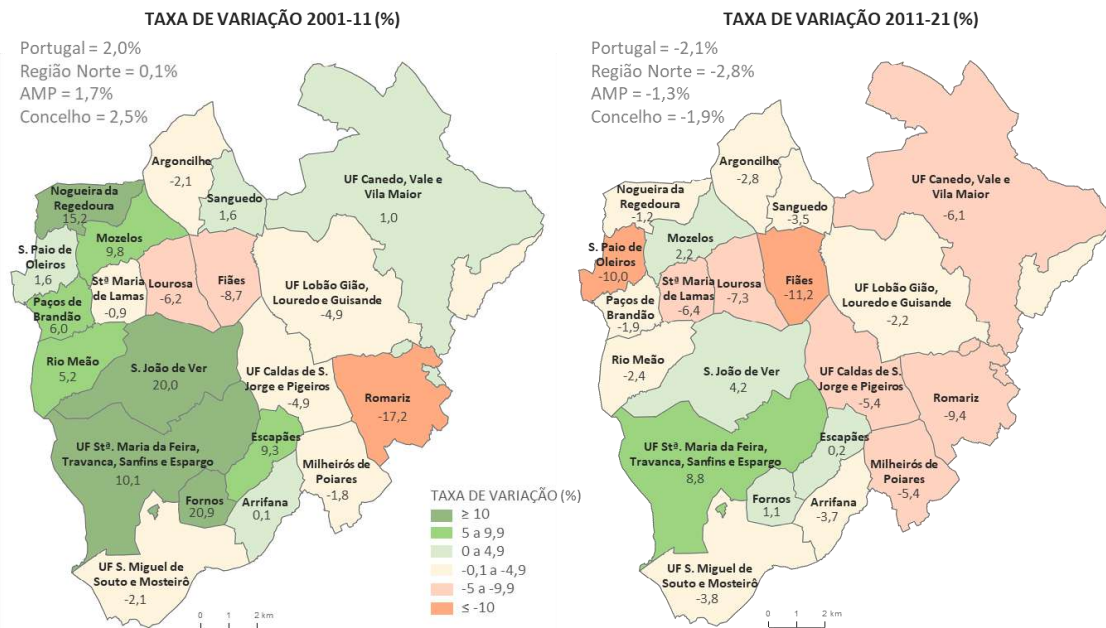 TAXA DE VARIAÇÃO 2001-11 (%)
Portugal = 2,0%
Região Norte = 0,1%
AMP = 1,7%
Concelho = 2,5%
Argoncilhe
-2,1
Nogueira da
Regedoura
15,2
Sanguedo
1,6
UF Canedo, Vale e
Vila Maior
1,0
S. Paio de
Oleiros
1,6
Mozelos
9,8
Stª Maria
de Lamas
-0,9
Lourosa
-6,2
Fiães
-8,7
UF Lobão Gião,
Louredo e Guisande
-4,9
Paços de
Brandão
6,0
Rio Meão
5,2
S. João de Ver
20,0
UF Caldas de S.
Jorge e Pigeiros
-4,9
Romariz
-17,2
UF Stª. Maria da Feira,
Travanca, Sanfins e Espargo
10,1
Escapães
9,3
Milheirós de
Poiares
-1,8
Fornos
20,9
Arrifana
0,1
UF S. Miguel de
Souto e Mosteirô
-2,1
0 1 2 km
TAXA DE VARIAÇÃO (%)
≥ 10
5 a 9,9
0 a 4,9
-0,1 a -4,9
-5 a -9,9
≤ -10
TAXA DE VARIAÇÃO 2011-21 (%)
Portugal = -2,1%
Região Norte = -2,8%
AMP = -1,3%
Concelho = -1,9%
Argoncilhe
-2,8
Nogueira da
Regedoura
-1,2
Sanguedo
-3,5
UF Canedo, Vale e
Vila Maior
-6,1
S. Paio de
Oleiros
-10,0
Mozelos
2,2
Stª Maria
de Lamas
-6,4
Lourosa
-7,3
Fiães
-11,2
UF Lobão Gião,
Louredo e Guisande
-2,2
Paços de
Brandão
-1,9
Rio Meão
-2,4
S. João de Ver
4,2
UF Caldas de S.
Jorge e Pigeiros
-5,4
Romariz
-9,4
UF Stª. Maria da Feira,
Travanca, Sanfins e Espargo
8,8
Escapães
0,2
Milheirós de
Poiares
-5,4
Fornos
1,1
Arrifana
-3,7
UF S. Miguel de
Souto e Mosteirô
-3,8
0 1 2 km